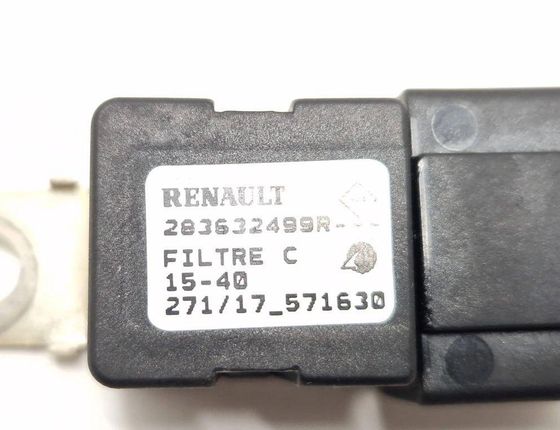 RENAULT
283632499R---
FILTRE C
15-40
271/17_571630